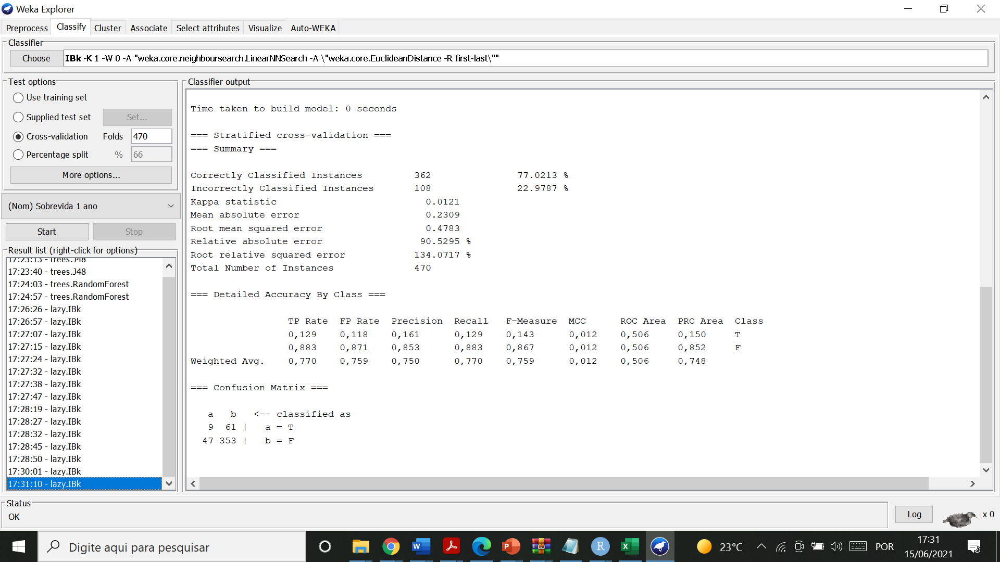 Weka Explorer
Preprocess Classify Cluster Associate Select attributes Visualize Auto-WEKA
Classifier
Choose IBk -K 1 -W 0 -A "weka.core.neighboursearch.LinearNNSearch -A \"weka.core.EuclideanDistance -R first-last\""
Test options
Use training set
Supplied test set Set...
Cross-validation Folds 470
Percentage split % 66
More options...
(Nom) Sobrevida 1 ano
Start Stop
Result list (right-click for options)
17:23:13 - trees.J48
17:23:40 - trees.J48
17:24:03 - trees.RandomForest
17:24:57 - trees.RandomForest
17:26:26 - lazy.IBk
17:26:57 - lazy.IBk
17:27:07 - lazy.IBk
17:27:15 - lazy.IBk
17:27:24 - lazy.IBk
17:27:32 - lazy.IBk
17:27:38 - lazy.IBk
17:27:47 - lazy.IBk
17:28:19 - lazy.IBk
17:28:27 - lazy.IBk
17:28:32 - lazy.IBk
17:28:45 - lazy.IBk
17:28:50 - lazy.IBk
17:30:01 - lazy.IBk
17:31:10 - lazy.IBk
Classifier output
Time taken to build model: 0 seconds
=== Stratified cross-validation ===
=== Summary ===
Correctly Classified Instances 362 77.0213 %
Incorrectly Classified Instances 108 22.9787 %
Kappa statistic 0.0121
Mean absolute error 0.2309
Root mean squared error 0.4783
Relative absolute error 90.5295 %
Root relative squared error 134.0717 %
Total Number of Instances 470
=== Detailed Accuracy By Class ===
TP Rate FP Rate Precision Recall F-Measure MCC ROC Area PRC Area Class
0,129 0,118 0,161 0,129 0,143 0,012 0,506 0,150 T
0,883 0,871 0,853 0,883 0,867 0,012 0,506 0,852 F
Weighted Avg. 0,770 0,759 0,750 0,770 0,759 0,012 0,506 0,748
=== Confusion Matrix ===
a b <-- classified as
9 61 | a = T
47 353 | b = F
Status
OK
Log x 0
Digite aqui para pesquisar
23°C
POR
17:31
15/06/2021